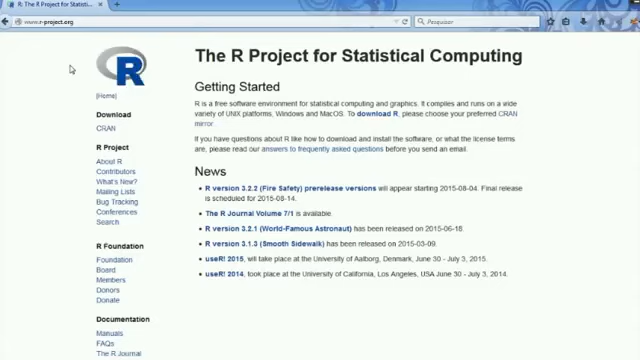 R: The R Project for Statisti...
www.r-project.org
Pesquisar
R
[Home]
Download
CRAN
R Project
About R
Contributors
What's New?
Mailing Lists
Bug Tracking
Conferences
Search
R Foundation
Foundation
Board
Members
Donors
Donate
Documentation
Manuals
FAQs
The R Journal
The R Project for Statistical Computing
Getting Started
R is a free software environment for statistical computing and graphics. It compiles and runs on a wide
variety of UNIX platforms, Windows and MacOS. To download R, please choose your preferred CRAN
mirror.
If you have questions about R like how to download and install the software, or what the license terms
are, please read our answers to frequently asked questions before you send an email.
News
R version 3.2.2 (Fire Safety) prerelease versions will appear starting 2015-08-04. Final release
is scheduled for 2015-08-14.
The R Journal Volume 7/1 is available.
R version 3.2.1 (World-Famous Astronaut) has been released on 2015-06-18.
R version 3.1.3 (Smooth Sidewalk) has been released on 2015-03-09.
useR! 2015, will take place at the University of Aalborg, Denmark, June 30 - July 3, 2015.
useR! 2014, took place at the University of California, Los Angeles, USA June 30 - July 3, 2014.